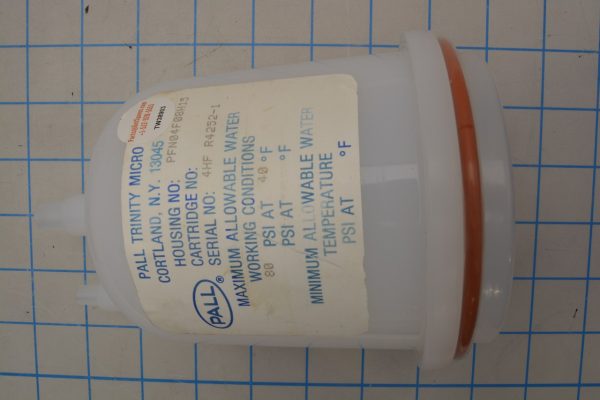 PALL TRINITY MICRO
CORTLAND, N.Y. 13045
HOUSING NO: PFN04F08H13
CARTRIDGE NO:
SERIAL NO: 4HF R4252-1
MAXIMUM ALLOWABLE WATER
WORKING CONDITIONS
80 PSI AT 40 °F
PSI AT °F
MINIMUM ALLOWABLE WATER
TEMPERATURE
PSI AT °F
PALL ®